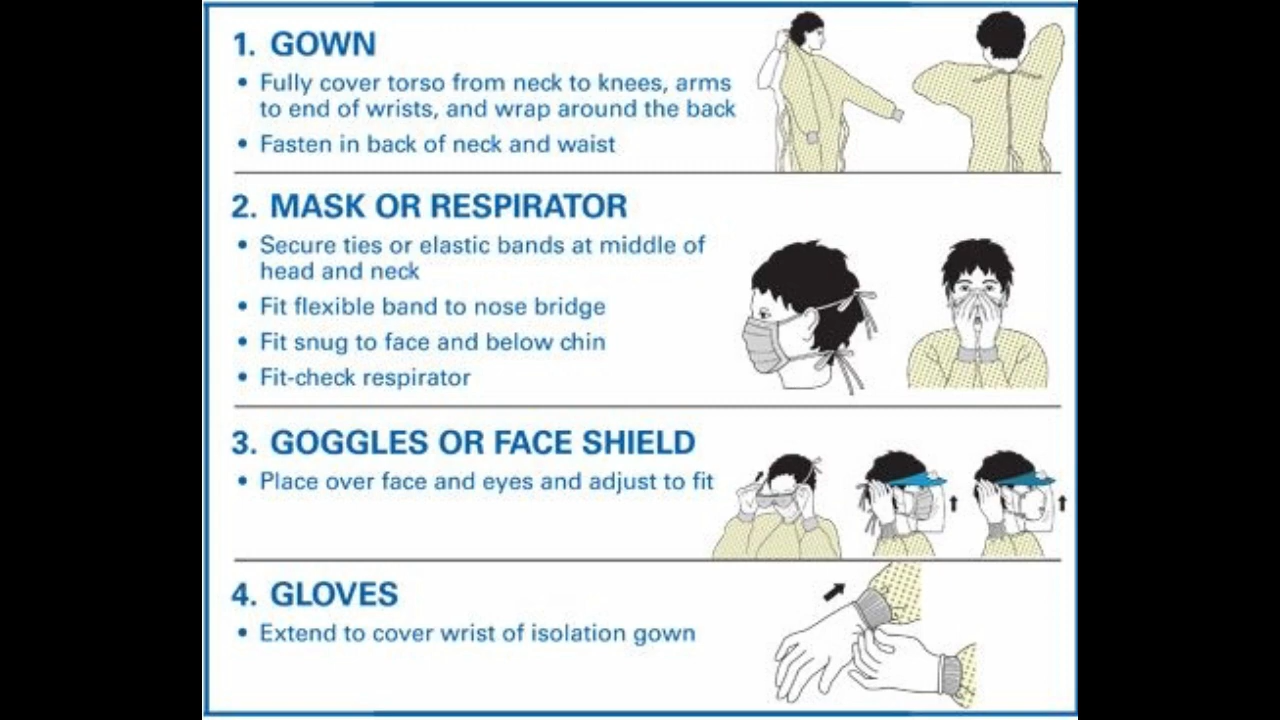 1. GOWN
• Fully cover torso from neck to knees, arms
to end of wrists, and wrap around the back
• Fasten in back of neck and waist
2. MASK OR RESPIRATOR
• Secure ties or elastic bands at middle of
head and neck
• Fit flexible band to nose bridge
• Fit snug to face and below chin
• Fit-check respirator
3. GOGGLES OR FACE SHIELD
• Place over face and eyes and adjust to fit
4. GLOVES
• Extend to cover wrist of isolation gown